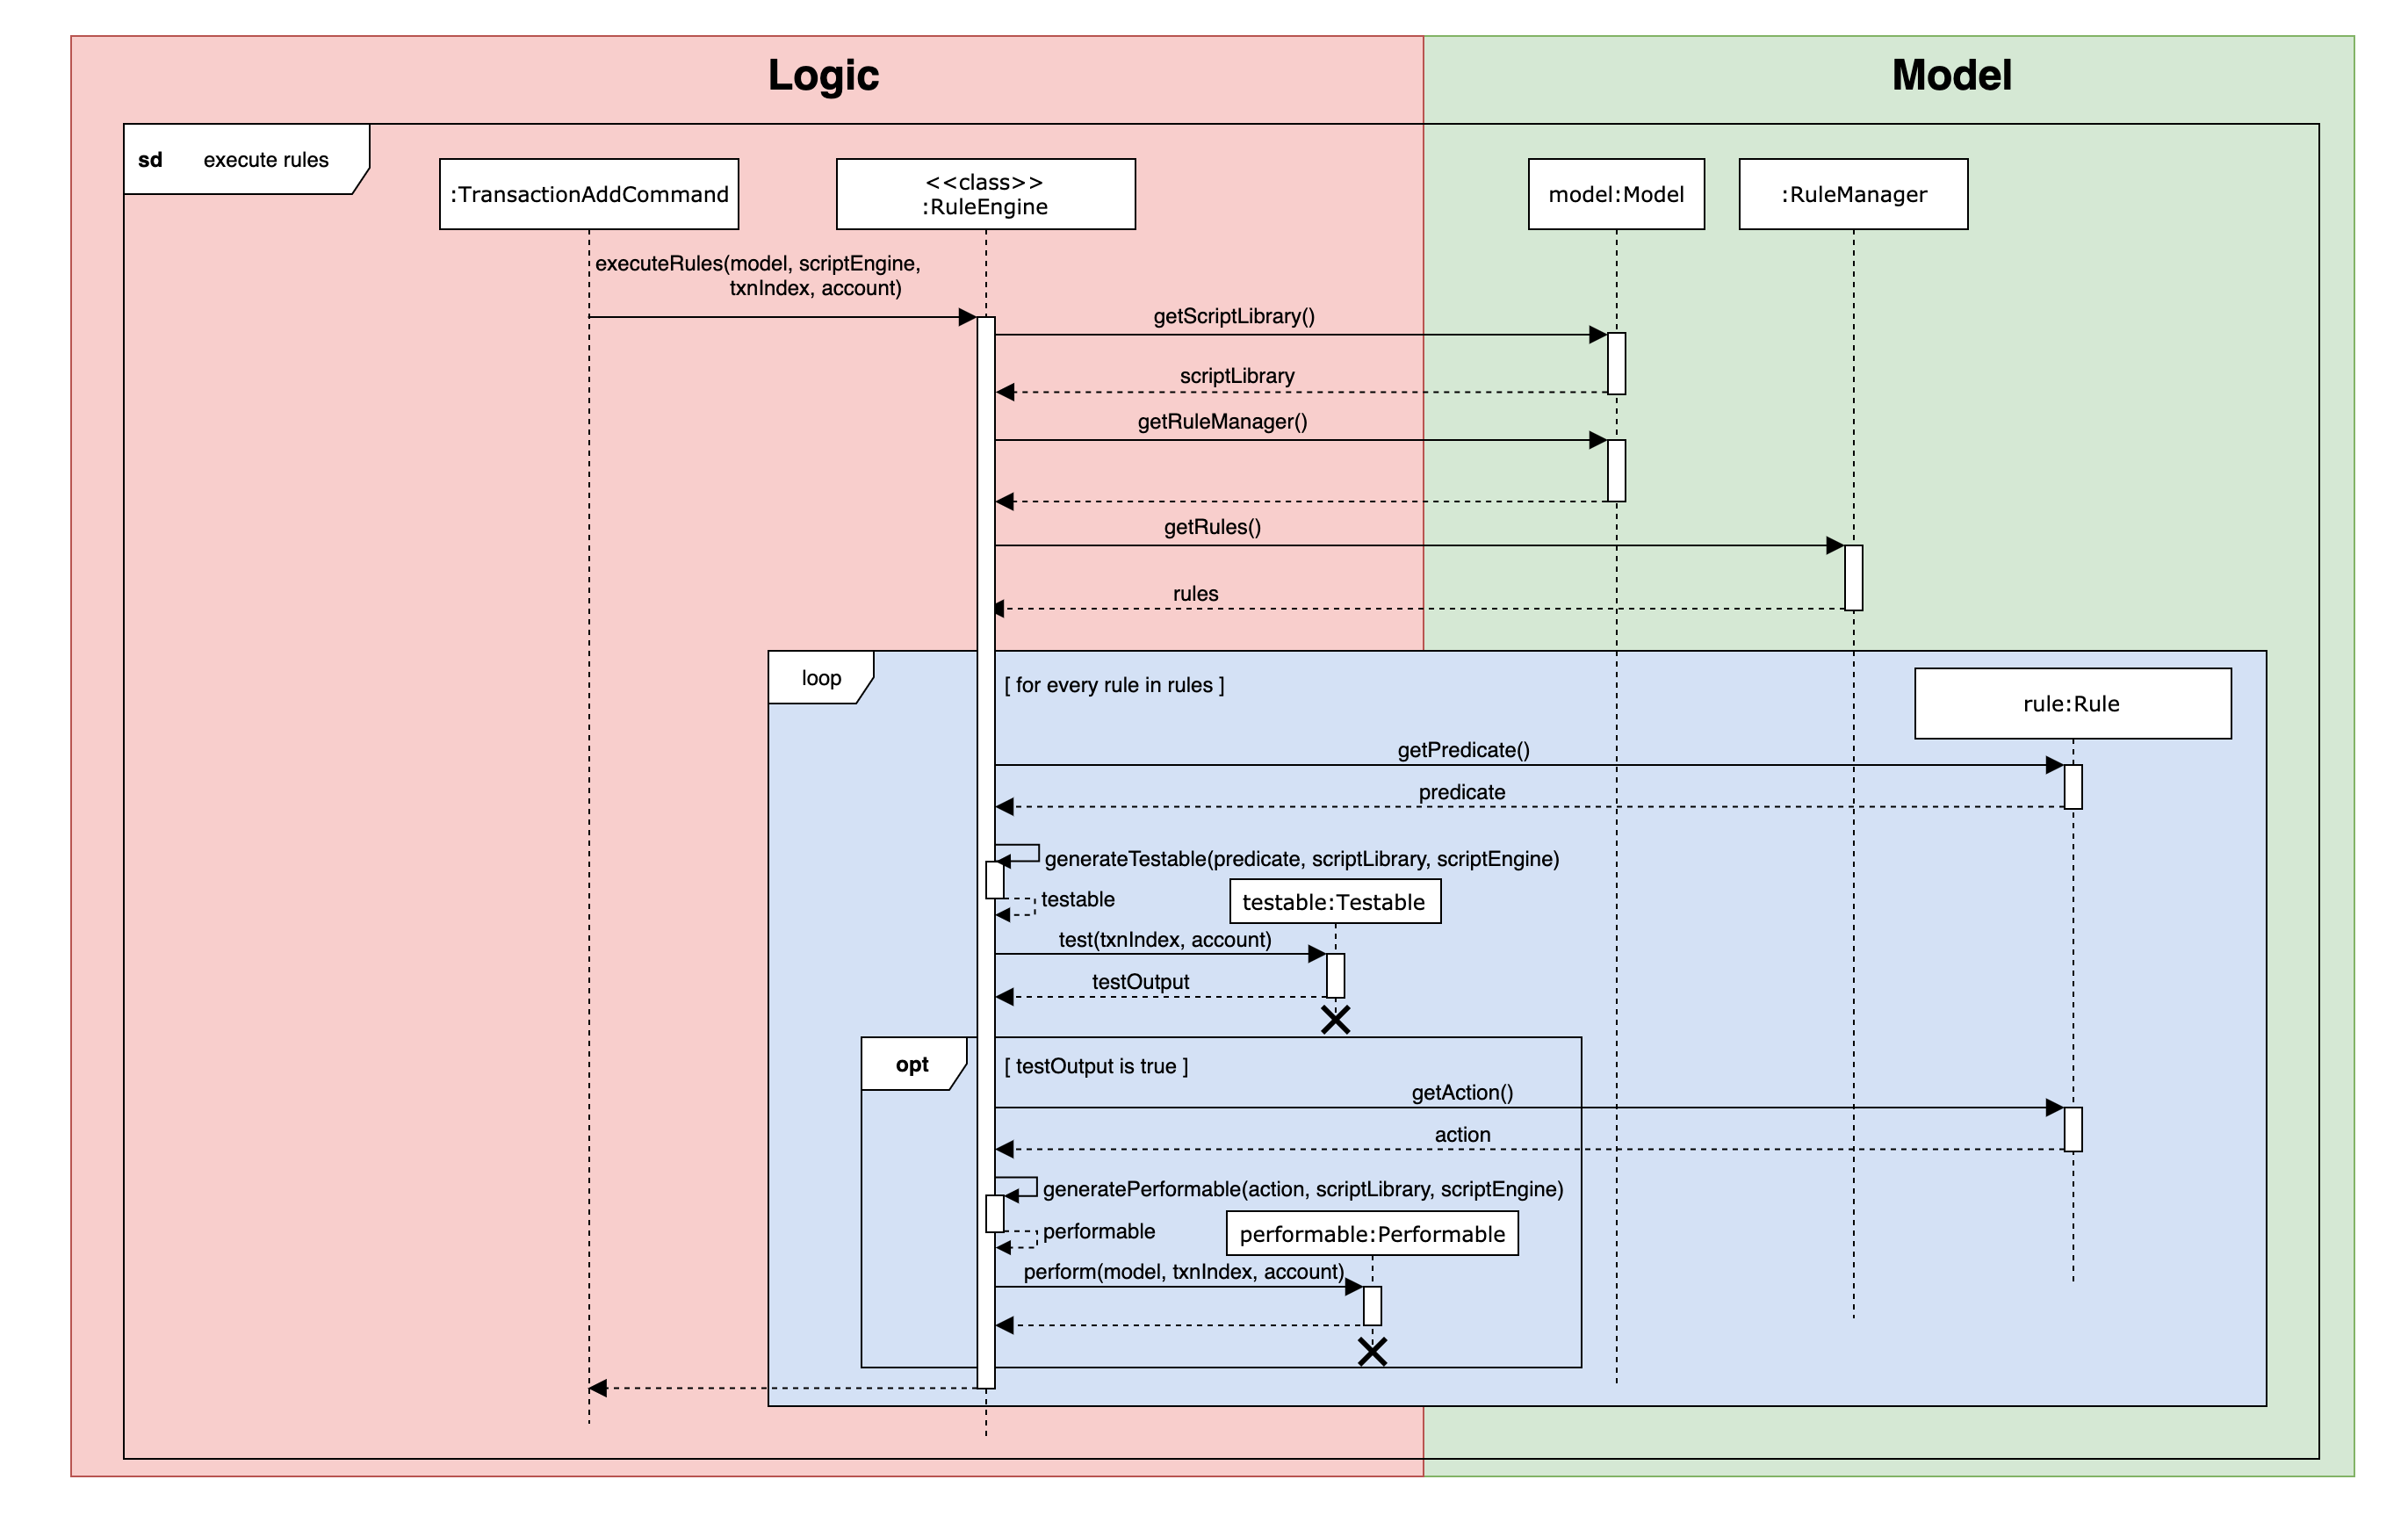 Logic
Model
sd execute rules
:TransactionAddCommand
<<class>>
:RuleEngine
model:Model
:RuleManager
executeRules(model, scriptEngine,
txnIndex, account)
getScriptLibrary()
scriptLibrary
getRuleManager()
getRules()
rules
loop
[ for every rule in rules ]
rule:Rule
getPredicate()
predicate
generateTestable(predicate, scriptLibrary, scriptEngine)
testable
testable:Testable
test(txnIndex, account)
testOutput
opt
[ testOutput is true ]
getAction()
action
generatePerformable(action, scriptLibrary, scriptEngine)
performable
performable:Performable
perform(model, txnIndex, account)